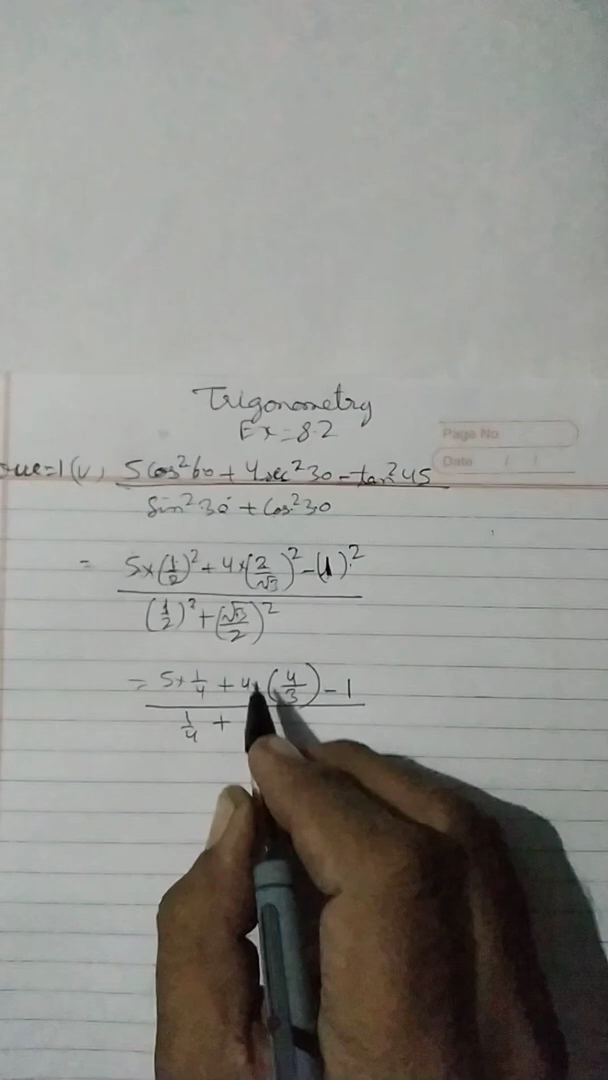 Trigonometry
Ex = 8.2
Page No
Date / /
Que=1(v) 5cos²60 + 4sec²30 - tan²45
sin²30 + cos²30
= 5×(1/2)² + 4×(2/√3)² - (1)²
(1/2)² + (√3/2)²
= 5×1/4 + 4×(4/3) - 1
1/4 +